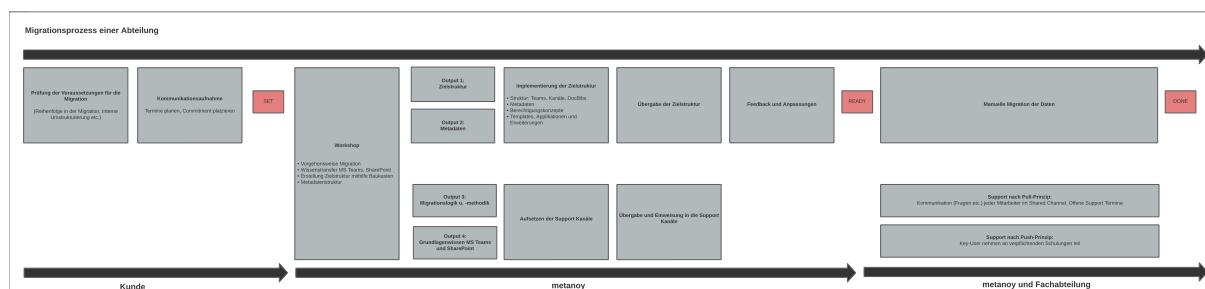 Migrationsprozess einer Abteilung
Prüfung der Voraussetzungen für die
Migration
(Reihenfolge in der Migration, interne
Umstrukturierung etc.)
Kommunikationsaufnahme
Termine planen, Commitment platzieren
SET
Workshop
• Vorgehensweise Migration
• Wissenstransfer MS Teams, SharePoint
• Erstellung Zielstruktur mithilfe Baukasten
• Metadatenstruktur
Output 1:
Zielstruktur
Output 2:
Metadaten
Output 3:
Migrationslogik u. -methodik
Output 4:
Grundlagenwissen MS Teams
und SharePoint
Implementierung der Zielstruktur
• Struktur: Teams, Kanäle, DocBibs
• Metadaten
• Berechtigungskonzepte
• Templates, Applikationen und
Erweiterungen
Aufsetzen der Support Kanäle
Übergabe der Zielstruktur
Übergabe und Einweisung in die Support
Kanäle
Feedback und Anpassungen
READY
Manuelle Migration der Daten
DONE
Support nach Pull-Prinzip:
Kommunikation (Fragen etc.) jeder Mitarbeiter im Shared Channel, Offene Support Termine
Support nach Push-Prinzip:
Key-User nehmen an verpflichtenden Schulungen teil
Kunde
metanoy
metanoy und Fachabteilung